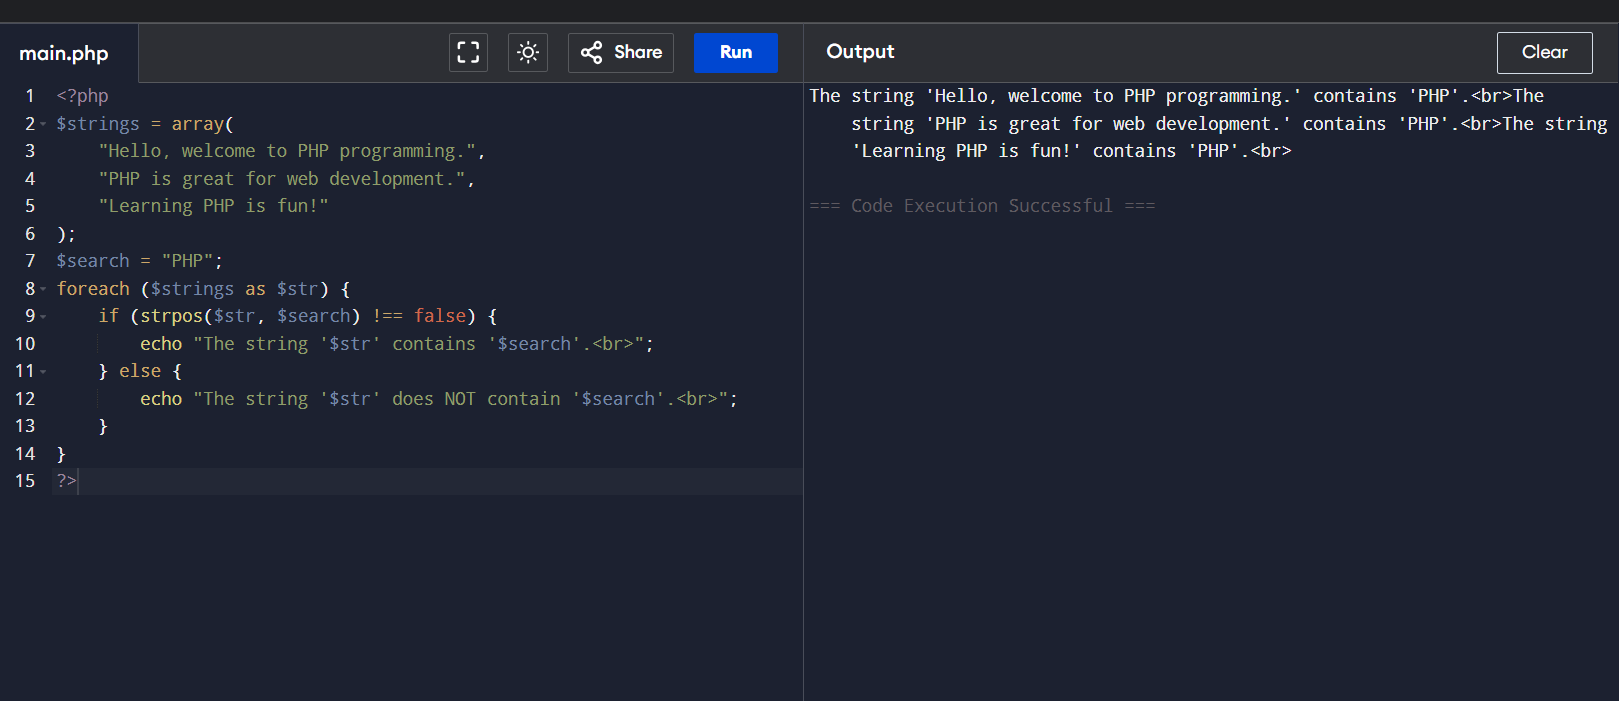 main.php
Share
Run
Output
Clear
1 <?php
2 $strings = array(
3     "Hello, welcome to PHP programming.",
4     "PHP is great for web development.",
5     "Learning PHP is fun!"
6 );
7 $search = "PHP";
8 foreach ($strings as $str) {
9     if (strpos($str, $search) !== false) {
10         echo "The string '$str' contains '$search'.<br>";
11     } else {
12         echo "The string '$str' does NOT contain '$search'.<br>";
13     }
14 }
15 ?>
The string 'Hello, welcome to PHP programming.' contains 'PHP'.<br>The
string 'PHP is great for web development.' contains 'PHP'.<br>The string
'Learning PHP is fun!' contains 'PHP'.<br>
=== Code Execution Successful ===